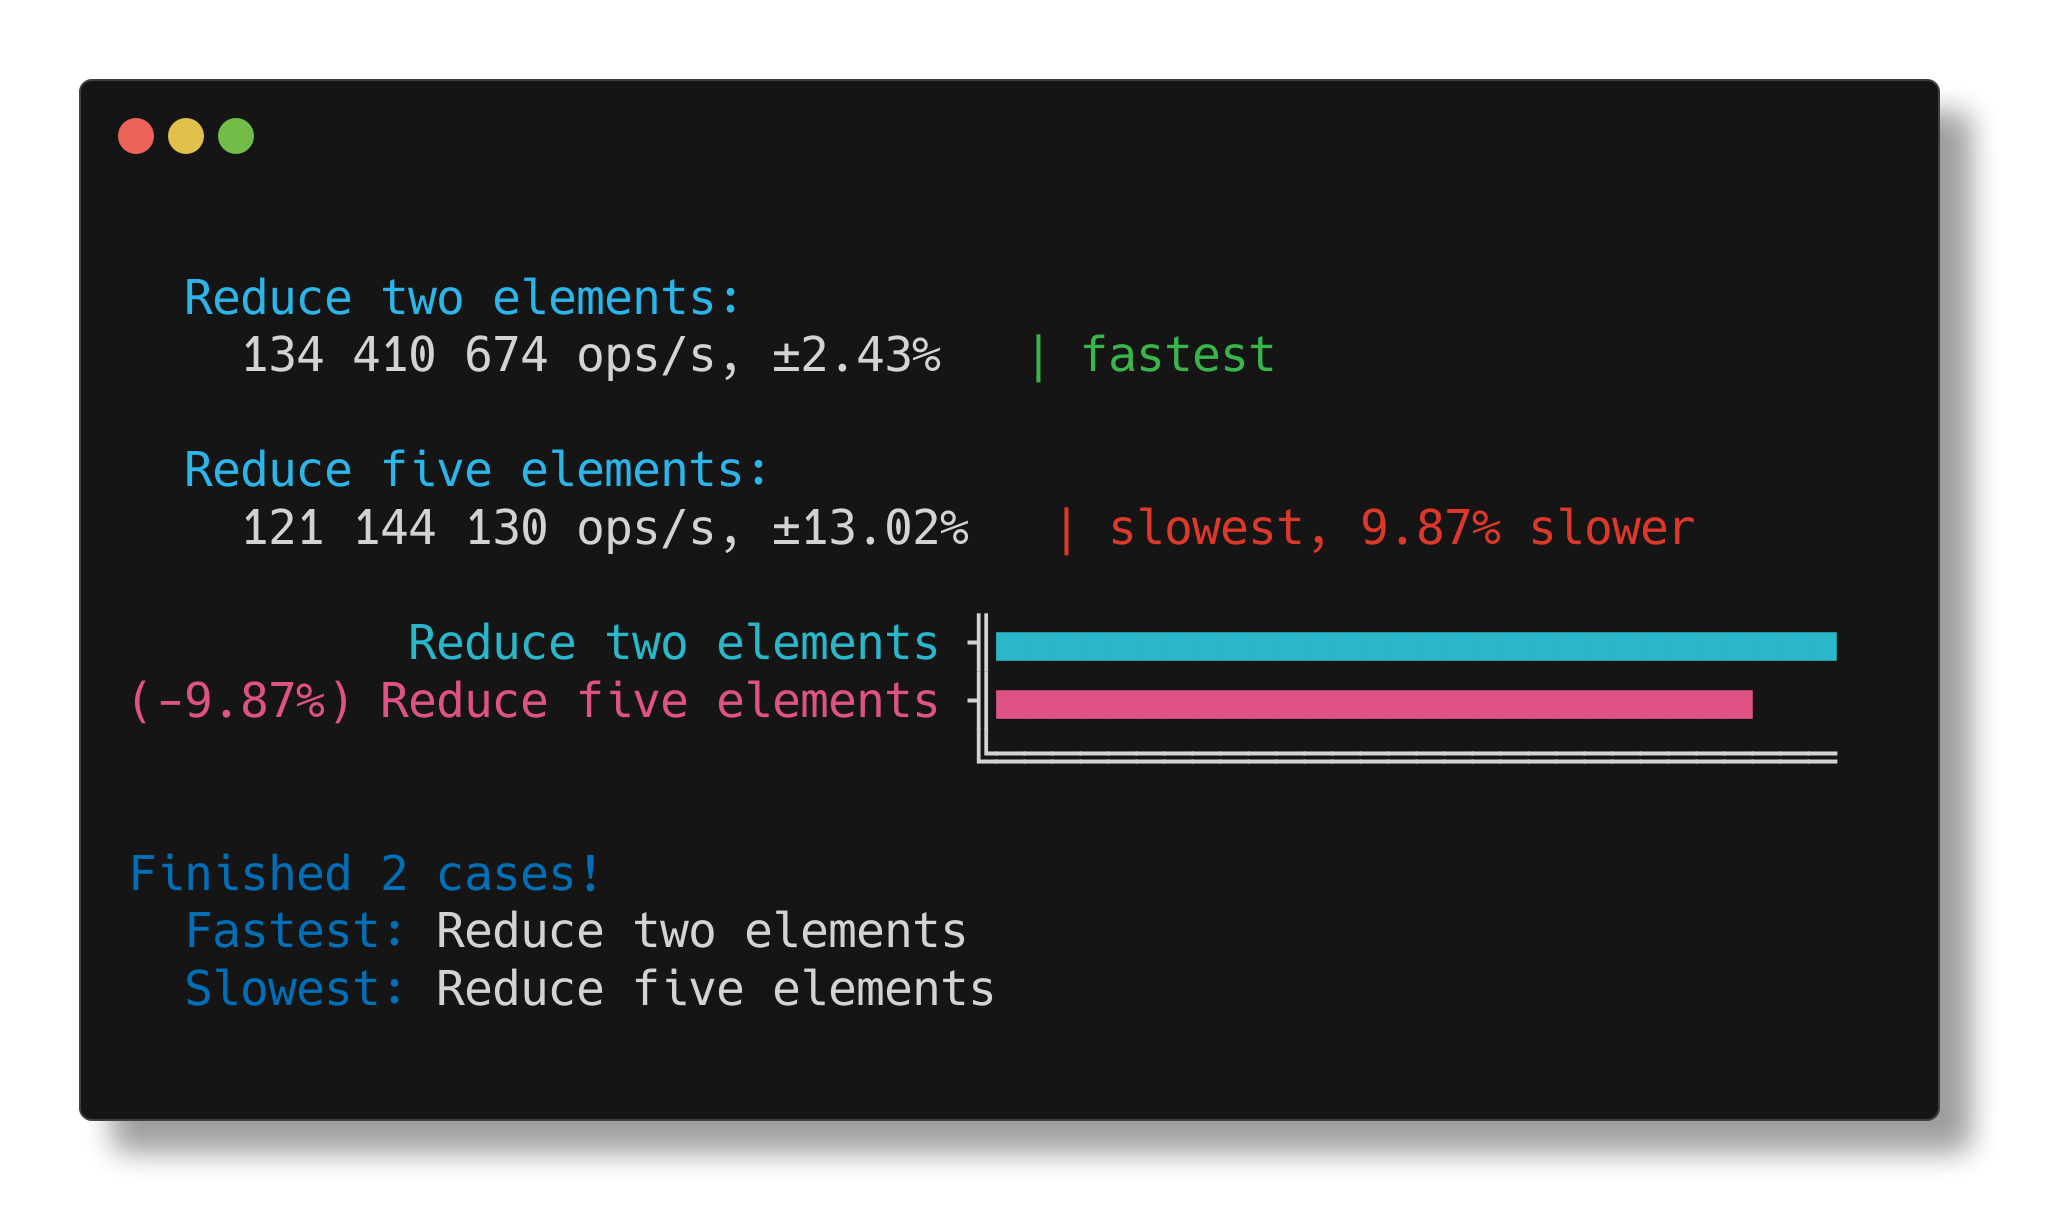 Reduce two elements:
134 410 674 ops/s, ±2.43%   | fastest
Reduce five elements:
121 144 130 ops/s, ±13.02%   | slowest, 9.87% slower
Reduce two elements
(-9.87%) Reduce five elements
Finished 2 cases!
Fastest: Reduce two elements
Slowest: Reduce five elements